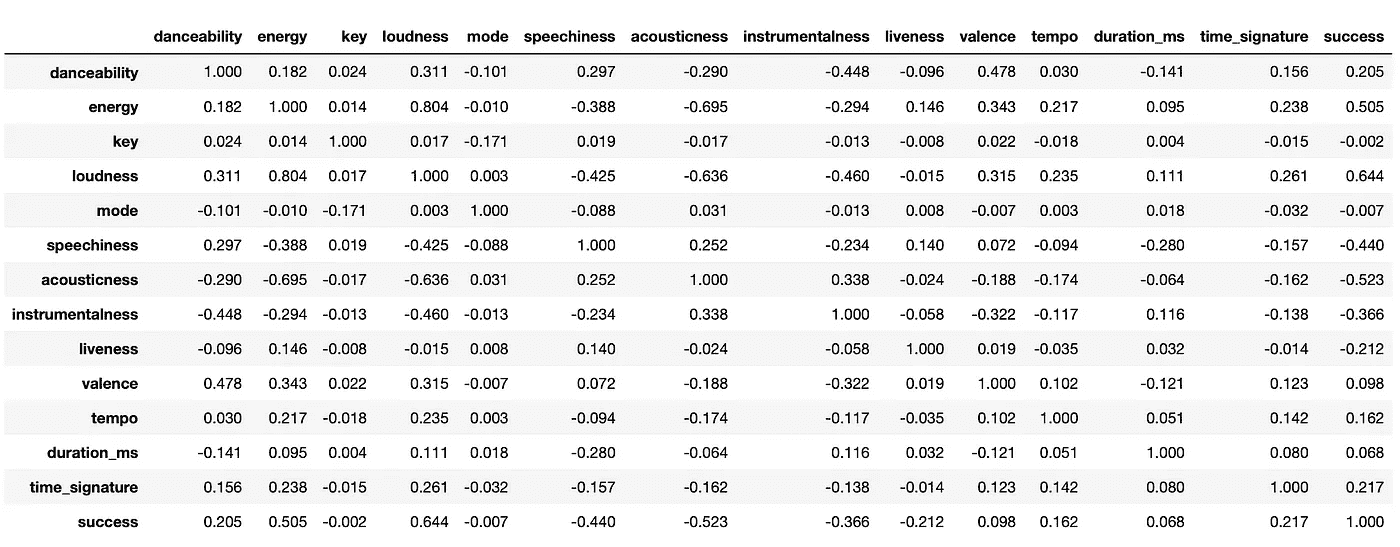 danceability energy key loudness mode speechiness acousticness instrumentalness liveness valence tempo duration_ms time_signature success
danceability 1.000 0.182 0.024 0.311 -0.101 0.297 -0.290 -0.448 -0.096 0.478 0.030 -0.141 0.156 0.205
energy 0.182 1.000 0.014 0.804 -0.010 -0.388 -0.695 -0.294 0.146 0.343 0.217 0.095 0.238 0.505
key 0.024 0.014 1.000 0.017 -0.171 0.019 -0.017 -0.013 -0.008 0.022 -0.018 0.004 -0.015 -0.002
loudness 0.311 0.804 0.017 1.000 0.003 -0.425 -0.636 -0.460 -0.015 0.315 0.235 0.111 0.261 0.644
mode -0.101 -0.010 -0.171 0.003 1.000 -0.088 0.031 -0.013 0.008 -0.007 0.003 0.018 -0.032 -0.007
speechiness 0.297 -0.388 0.019 -0.425 -0.088 1.000 0.252 -0.234 0.140 0.072 -0.094 -0.280 -0.157 -0.440
acousticness -0.290 -0.695 -0.017 -0.636 0.031 0.252 1.000 0.338 -0.024 -0.188 -0.174 -0.064 -0.162 -0.523
instrumentalness -0.448 -0.294 -0.013 -0.460 -0.013 -0.234 0.338 1.000 -0.058 -0.322 -0.117 0.116 -0.138 -0.366
liveness -0.096 0.146 -0.008 -0.015 0.008 0.140 -0.024 -0.058 1.000 0.019 -0.035 0.032 -0.014 -0.212
valence 0.478 0.343 0.022 0.315 -0.007 0.072 -0.188 -0.322 0.019 1.000 0.102 -0.121 0.123 0.098
tempo 0.030 0.217 -0.018 0.235 0.003 -0.094 -0.174 -0.117 -0.035 0.102 1.000 0.051 0.142 0.162
duration_ms -0.141 0.095 0.004 0.111 0.018 -0.280 -0.064 0.116 0.032 -0.121 0.051 1.000 0.080 0.068
time_signature 0.156 0.238 -0.015 0.261 -0.032 -0.157 -0.162 -0.138 -0.014 0.123 0.142 0.080 1.000 0.217
success 0.205 0.505 -0.002 0.644 -0.007 -0.440 -0.523 -0.366 -0.212 0.098 0.162 0.068 0.217 1.000